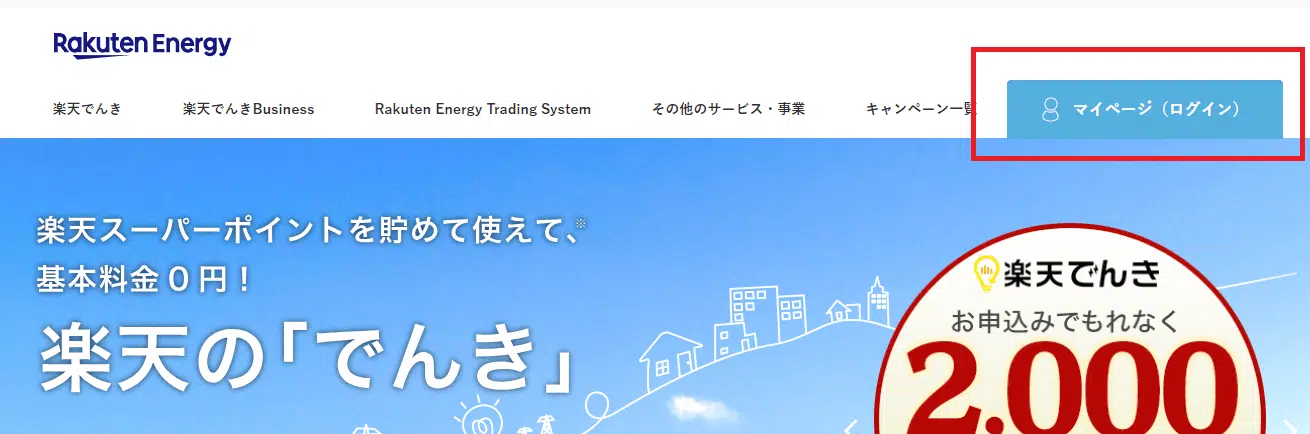 Rakuten Energy
楽天でんき
楽天でんきBusiness
Rakuten Energy Trading System
その他のサービス・事業
キャンペーン一覧
マイページ（ログイン）
楽天スーパーポイントを貯めて使えて、※
基本料金0円！
楽天の「でんき」
楽天でんき
お申込みでもれなく
2,000